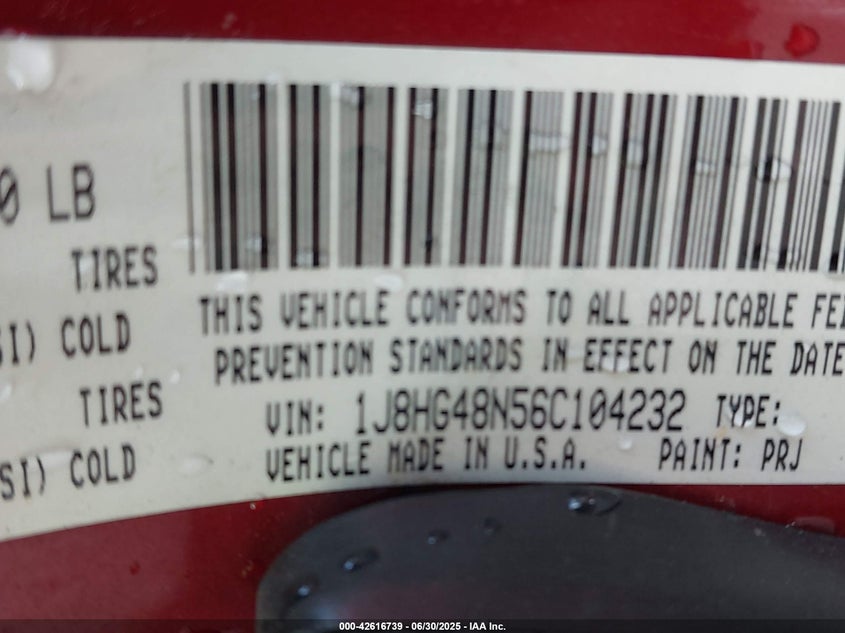 0 LB
TIRES
SI) COLD
TIRES
SI) COLD
THIS VEHICLE CONFORMS TO ALL APPLICABLE FE
PREVENTION STANDARDS IN EFFECT ON THE DATE
VIN: 1J8HG48N56C104232 TYPE:
VEHICLE MADE IN U.S.A. PAINT: PRJ
000-42616739 - 06/30/2025 - IAA Inc.